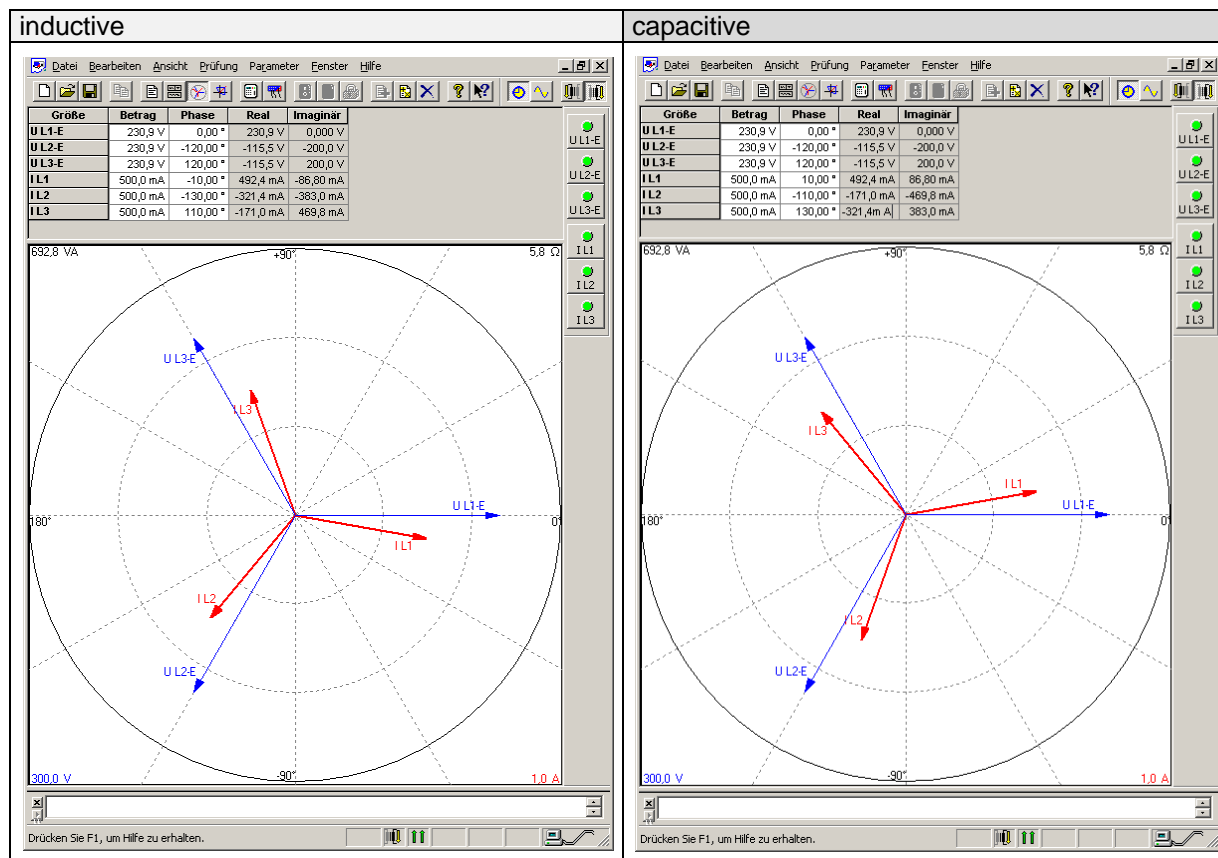 inductive
Datei Bearbeiten Ansicht Prüfung Parameter Fenster Hilfe
Größe Betrag Phase Real Imaginär
U L1-E 230,9 V 0,00 ° 230,9 V 0,000 V
U L2-E 230,9 V -120,00 ° -115,5 V -200,0 V
U L3-E 230,9 V 120,00 ° -115,5 V 200,0 V
I L1 500,0 mA -10,00 ° 492,4 mA -86,80 mA
I L2 500,0 mA -130,00 ° -321,4 mA -383,0 mA
I L3 500,0 mA 110,00 ° -171,0 mA 469,8 mA
U L1-E
U L2-E
U L3-E
I L1
I L2
I L3
692,8 VA +90° 5,8 Ω
U L3-E
I L3
U L1-E
180° 0°
I L1
I L2
U L2-E
300,0 V -90° 1,0 A
Drücken Sie F1, um Hilfe zu erhalten.
capacitive
Datei Bearbeiten Ansicht Prüfung Parameter Fenster Hilfe
Größe Betrag Phase Real Imaginär
U L1-E 230,9 V 0,00 ° 230,9 V 0,000 V
U L2-E 230,9 V -120,00 ° -115,5 V -200,0 V
U L3-E 230,9 V 120,00 ° -115,5 V 200,0 V
I L1 500,0 mA 10,00 ° 492,4 mA 86,80 mA
I L2 500,0 mA -110,00 ° -171,0 mA -469,8 mA
I L3 500,0 mA 130,00 ° -321,4m A 383,0 mA
U L1-E
U L2-E
U L3-E
I L1
I L2
I L3
692,8 VA +90° 5,8 Ω
U L3-E
I L3
I L1
U L1-E
180° 0°
I L2
U L2-E
300,0 V -90° 1,0 A
Drücken Sie F1, um Hilfe zu erhalten.